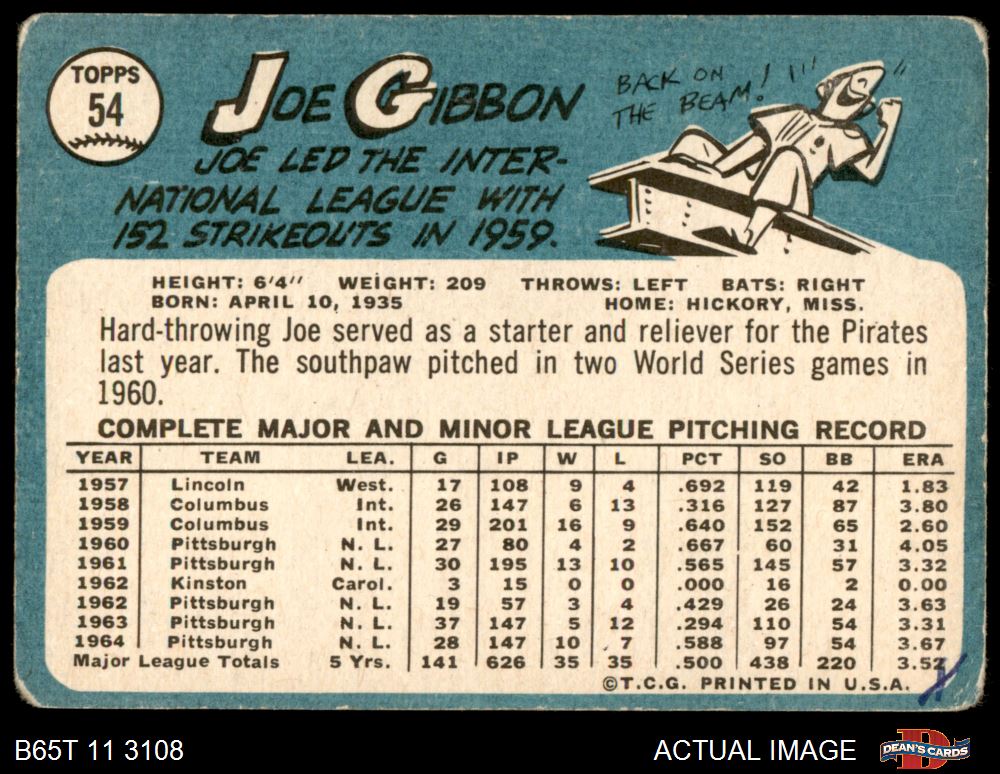 TOPPS
54
JOE GIBBON
JOE LED THE INTER-
NATIONAL LEAGUE WITH
152 STRIKEOUTS IN 1959.
BACK ON
THE BEAM!
HEIGHT: 6'4" WEIGHT: 209 THROWS: LEFT BATS: RIGHT
BORN: APRIL 10, 1935 HOME: HICKORY, MISS.
Hard-throwing Joe served as a starter and reliever for the Pirates
last year. The southpaw pitched in two World Series games in
1960.
COMPLETE MAJOR AND MINOR LEAGUE PITCHING RECORD
YEAR TEAM LEA. G IP W L PCT SO BB ERA
1957 Lincoln West. 17 108 9 4 .692 119 42 1.83
1958 Columbus Int. 26 147 6 13 .316 127 87 3.80
1959 Columbus Int. 29 201 16 9 .640 152 65 2.60
1960 Pittsburgh N. L. 27 80 4 2 .667 60 31 4.05
1961 Pittsburgh N. L. 30 195 13 10 .565 145 57 3.32
1962 Kinston Carol. 3 15 0 0 .000 16 2 0.00
1962 Pittsburgh N. L. 19 57 3 4 .429 26 24 3.63
1963 Pittsburgh N. L. 37 147 5 12 .294 110 54 3.31
1964 Pittsburgh N. L. 28 147 10 7 .588 97 54 3.67
Major League Totals 5 Yrs. 141 626 35 35 .500 438 220 3.52
©T.C.G. PRINTED IN U.S.A.
B65T 11 3108 ACTUAL IMAGE
DEAN'S CARDS